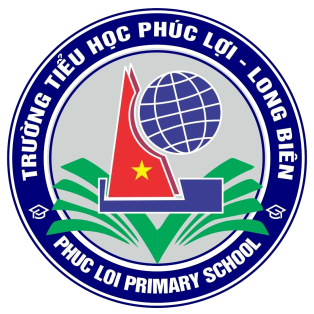 TRƯỜNG TIỂU HỌC PHÚC LỢI - LONG BIÊN
PHUC LOI PRIMARY SCHOOL